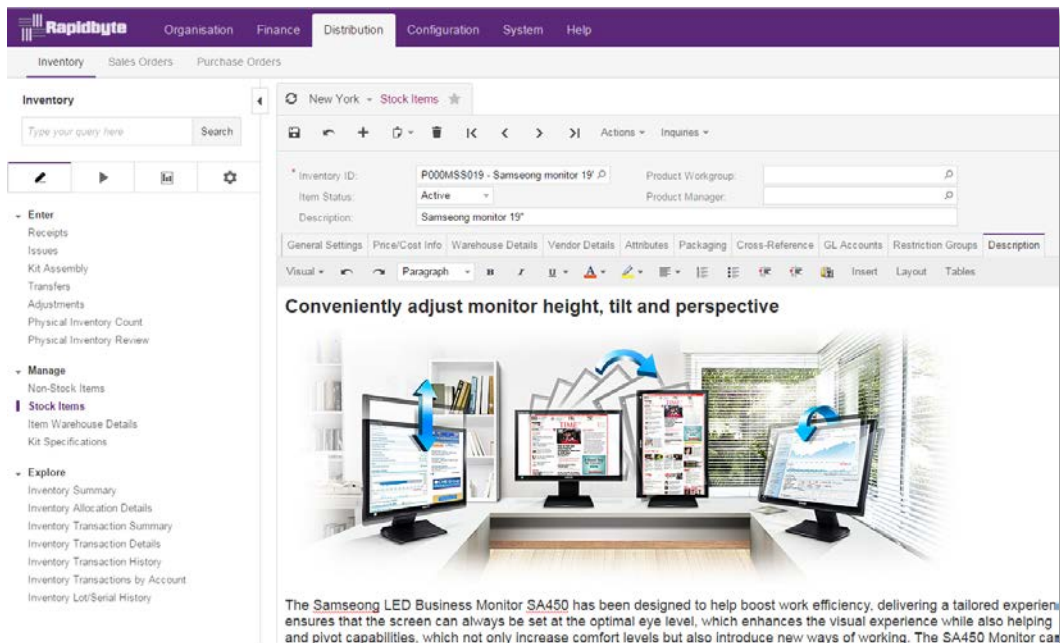 Rapidbyte Organisation Finance Distribution Configuration System Help
Inventory Sales Orders Purchase Orders
Inventory
Type your query here Search
Enter
Receipts
Issues
Kit Assembly
Transfers
Adjustments
Physical Inventory Count
Physical Inventory Review
Manage
Non-Stock Items
Stock Items
Item Warehouse Details
Kit Specifications
Explore
Inventory Summary
Inventory Allocation Details
Inventory Transaction Summary
Inventory Transaction Details
Inventory Transaction History
Inventory Transactions by Account
Inventory Lot/Serial History
New York - Stock Items
Actions Inquiries
* Inventory ID: P000MSS019 - Samseong monitor 19' Product Workgroup:
Item Status: Active Product Manager:
Description: Samseong monitor 19"
General Settings Price/Cost Info Warehouse Details Vendor Details Attributes Packaging Cross-Reference GL Accounts Restriction Groups Description
Visual Paragraph B I U A Insert Layout Tables
Conveniently adjust monitor height, tilt and perspective
TIME
TIME
The Samseong LED Business Monitor SA450 has been designed to help boost work efficiency, delivering a tailored experien
ensures that the screen can always be set at the optimal eye level, which enhances the visual experience while also helping
and pivot capabilities, which not only increase comfort levels but also introduce new ways of working. The SA450 Monitor can